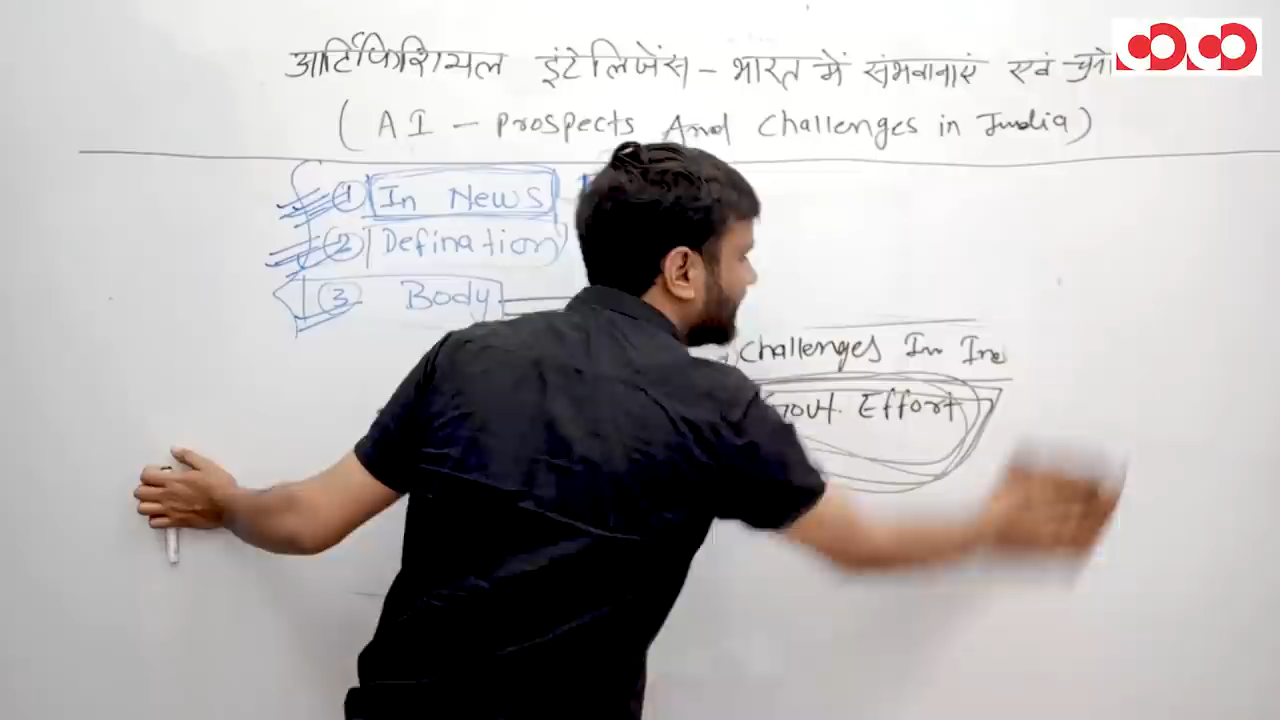 आर्टिफिशियल इंटेलिजेंस - भारत में संभावनाएं एवं
(AI - Prospects And Challenges in India)
① In News
② Defination
③ Body
Challenges In
Govt. Effort